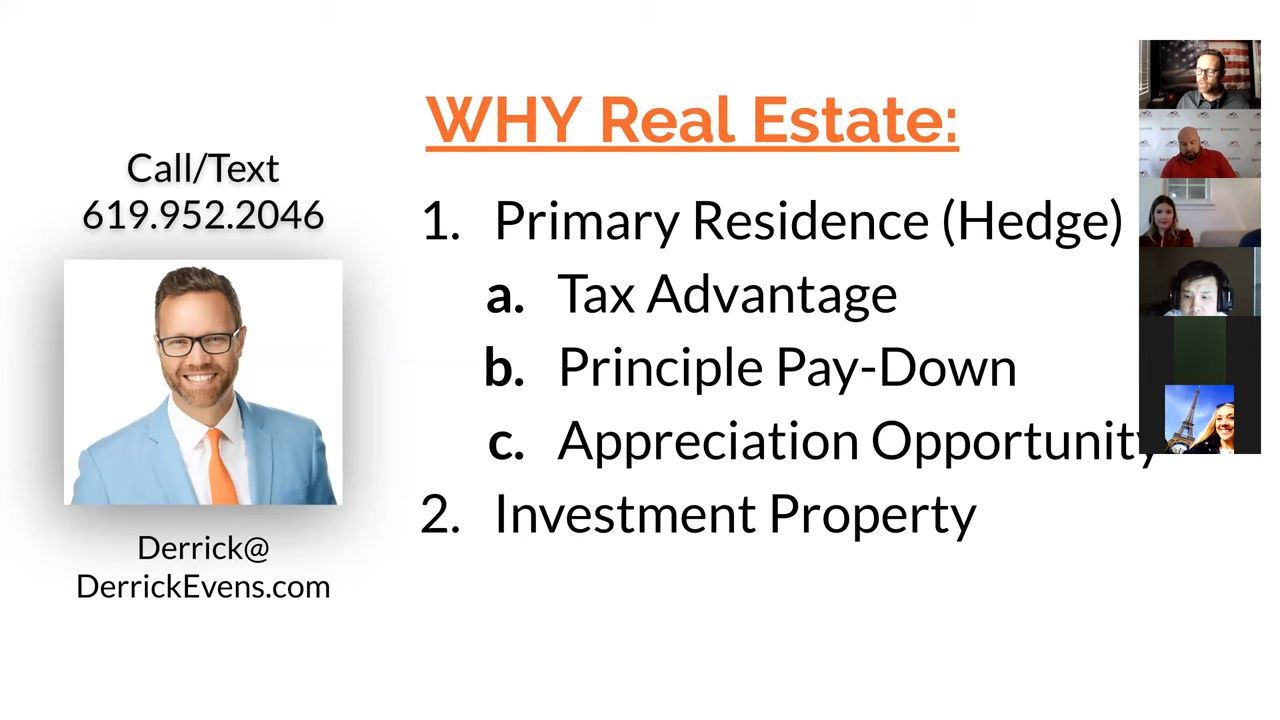 Call/Text
619.952.2046
Derrick@
DerrickEvens.com
WHY Real Estate:
1. Primary Residence (Hedge)
a. Tax Advantage
b. Principle Pay-Down
c. Appreciation Opportunity
2. Investment Property